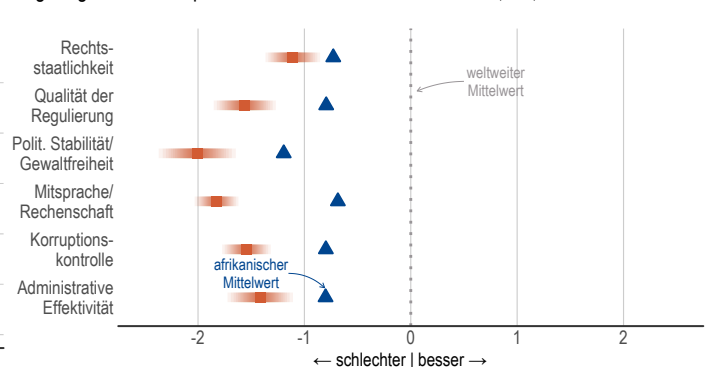 Rechts-
staatlichkeit
Qualität der
Regulierung
Polit. Stabilität/
Gewaltfreiheit
Mitsprache/
Rechenschaft
Korruptions-
kontrolle
Administrative
Effektivität
weltweiter
Mittelwert
afrikanischer
Mittelwert
-2 -1 0 1 2
← schlechter | besser →